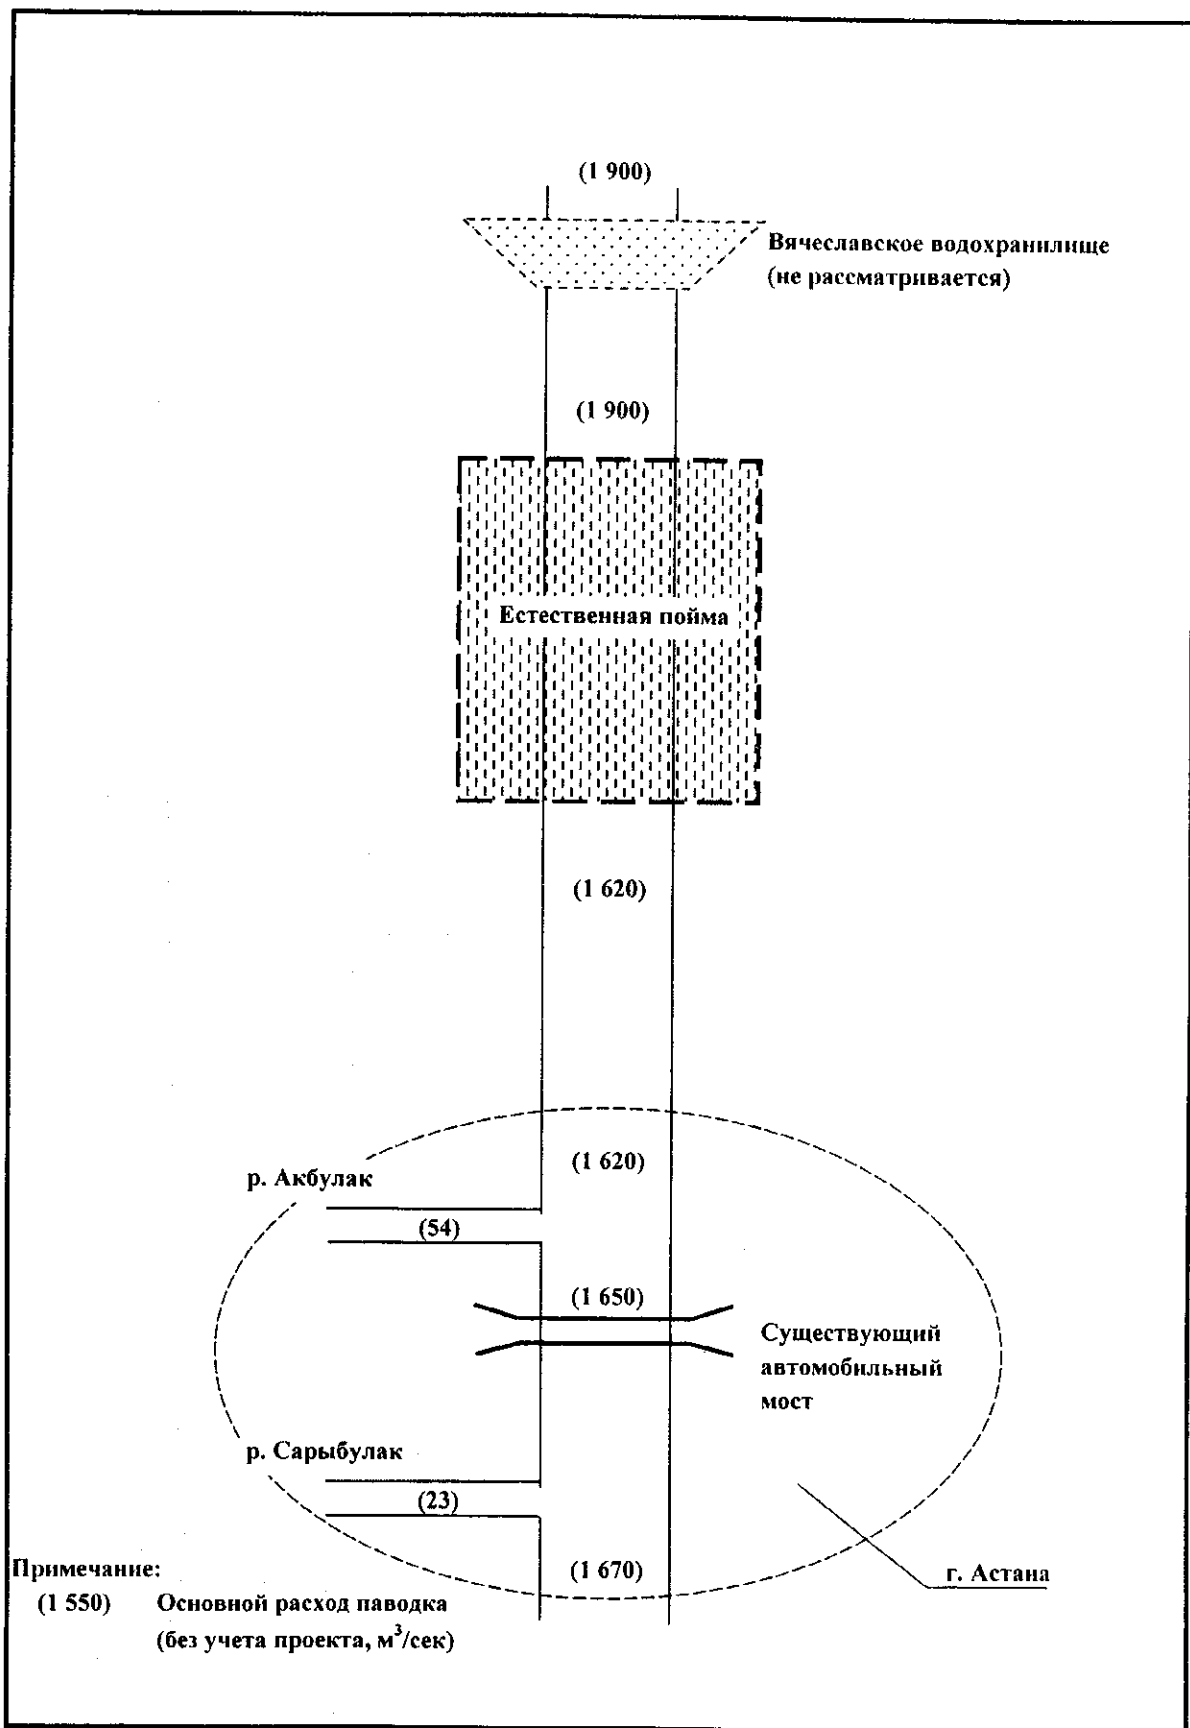 (1 900)
Вячеславское водохранилище
(не рассматривается)
(1 900)
Естественная пойма
(1 620)
(1 620)
р. Акбулак
(54)
(1 650)
Существующий
автомобильный
мост
р. Сарыбулак
(23)
(1 670)
г. Астана
Примечание:
(1 550) Основной расход паводка
(без учета проекта, м³/сек)